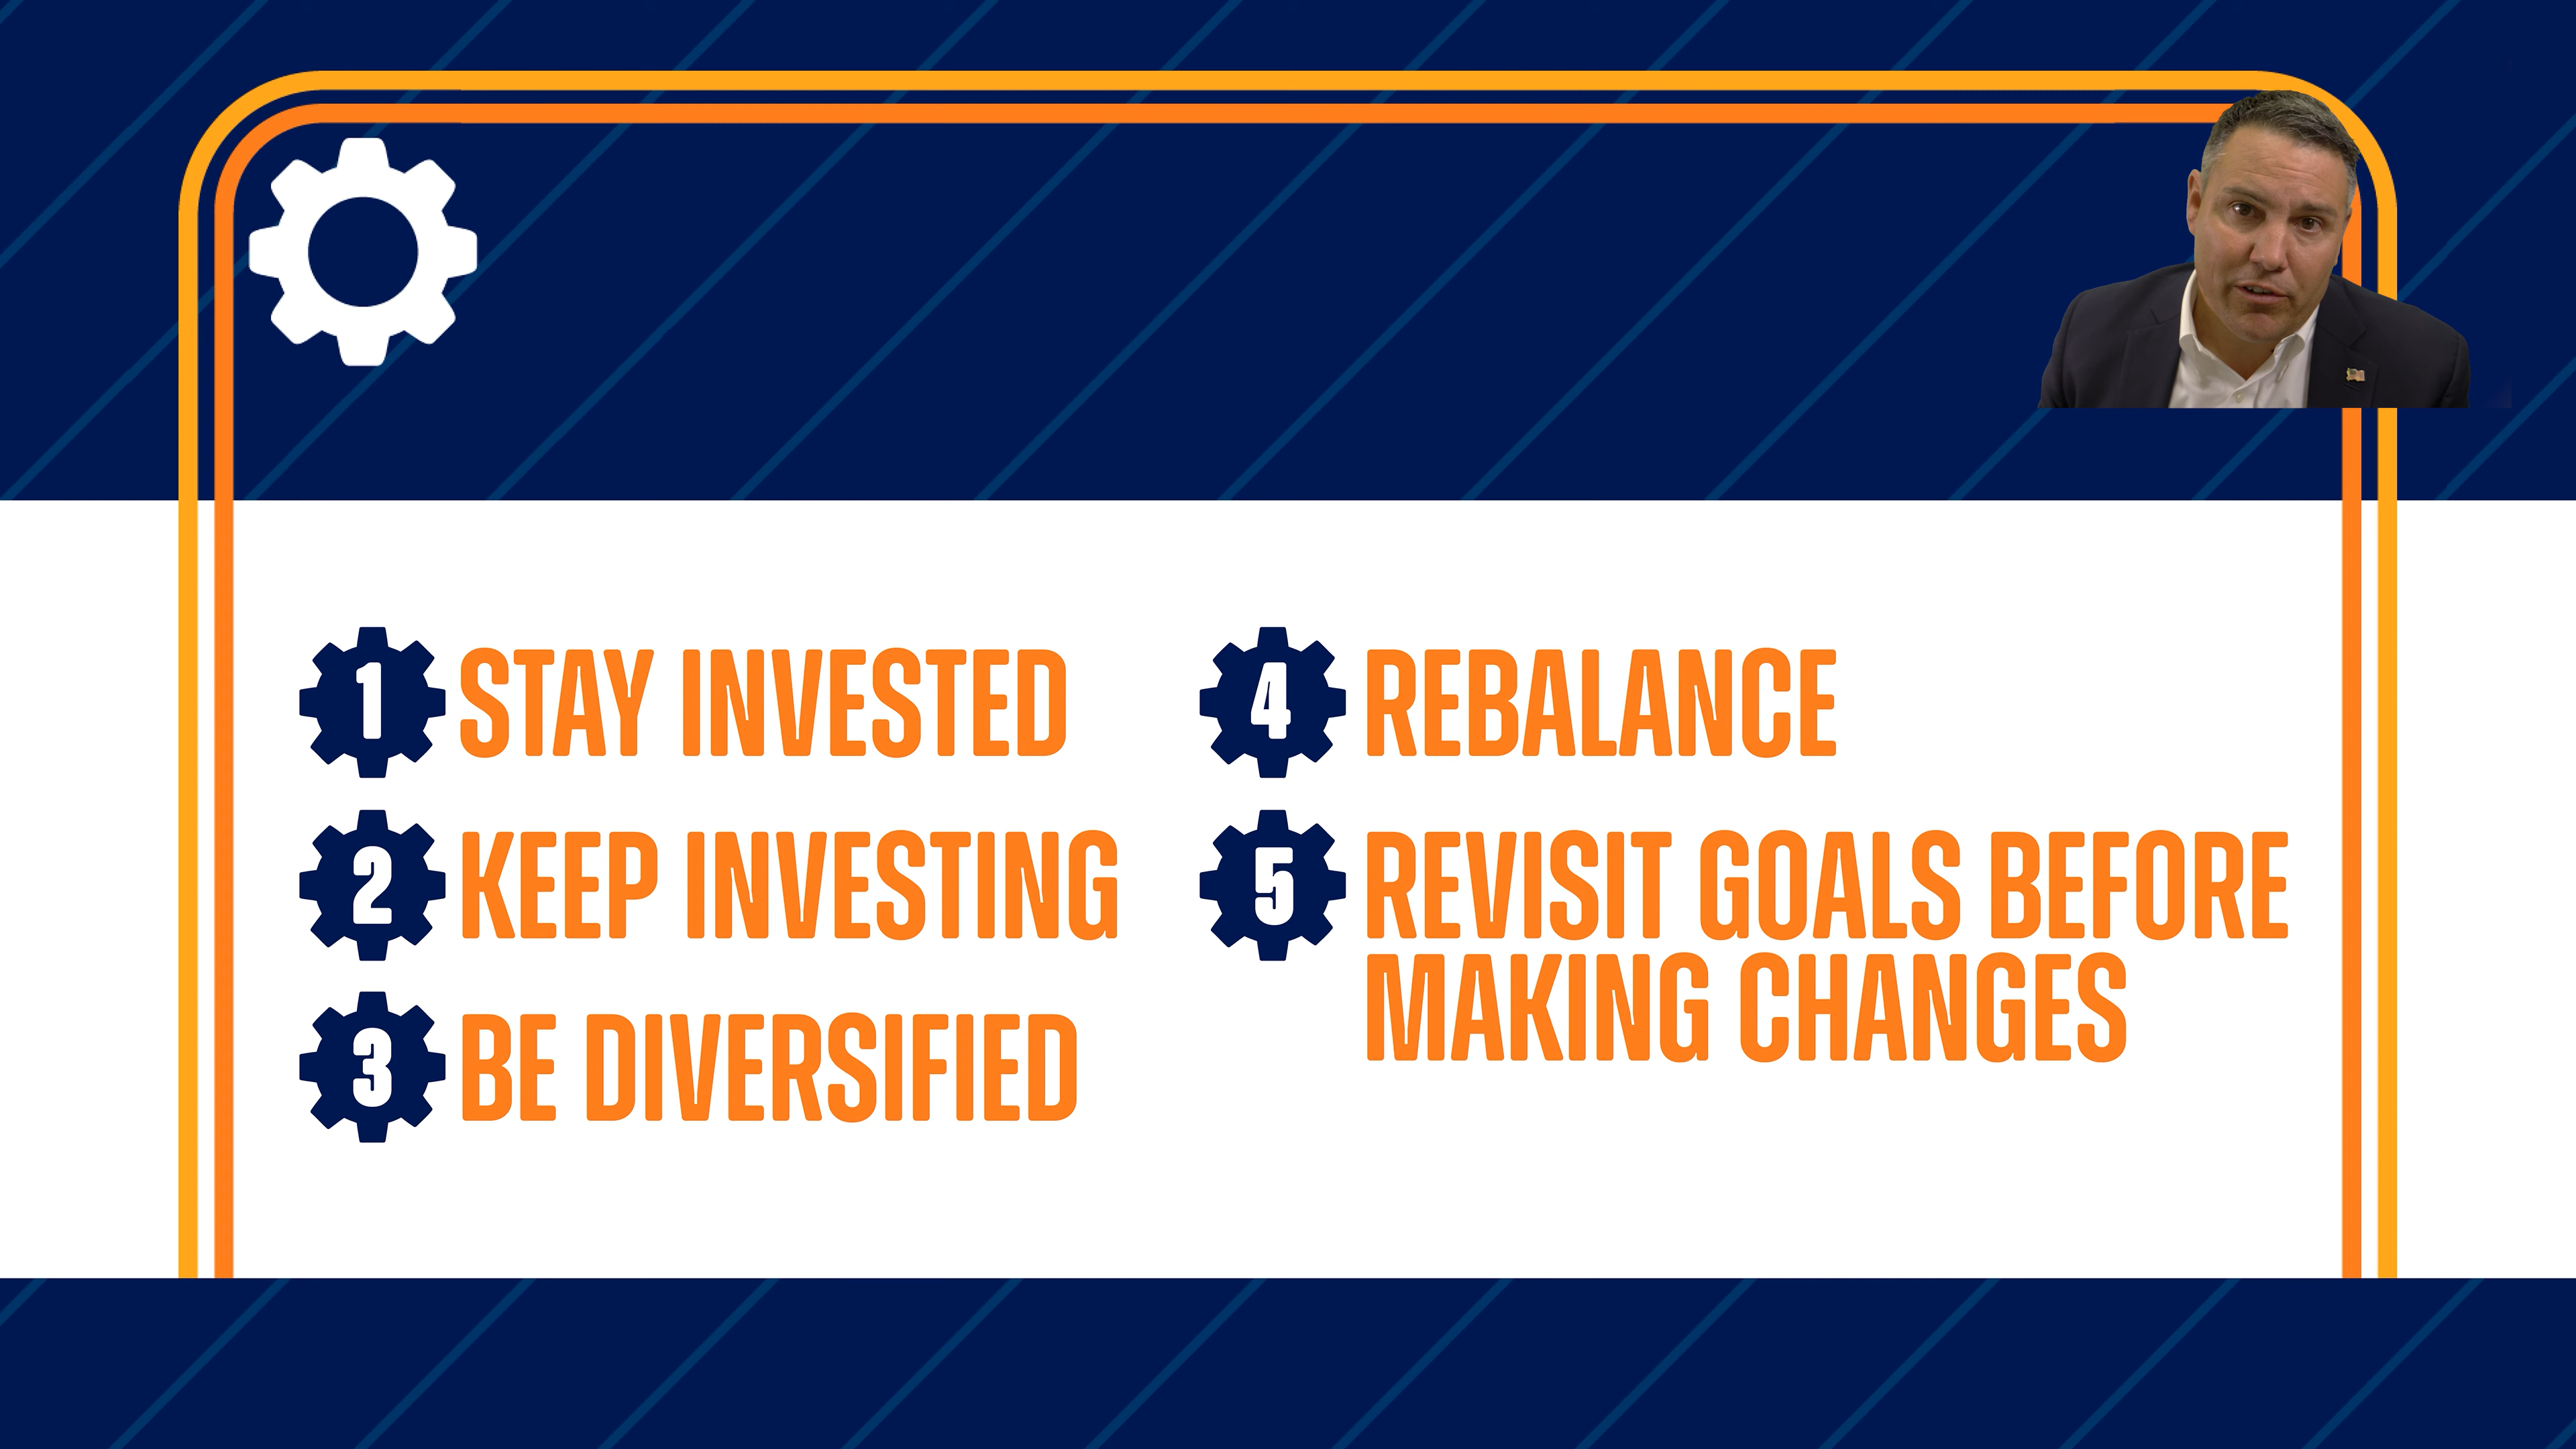 1 STAY INVESTED
2 KEEP INVESTING
3 BE DIVERSIFIED
4 REBALANCE
5 REVISIT GOALS BEFORE
MAKING CHANGES